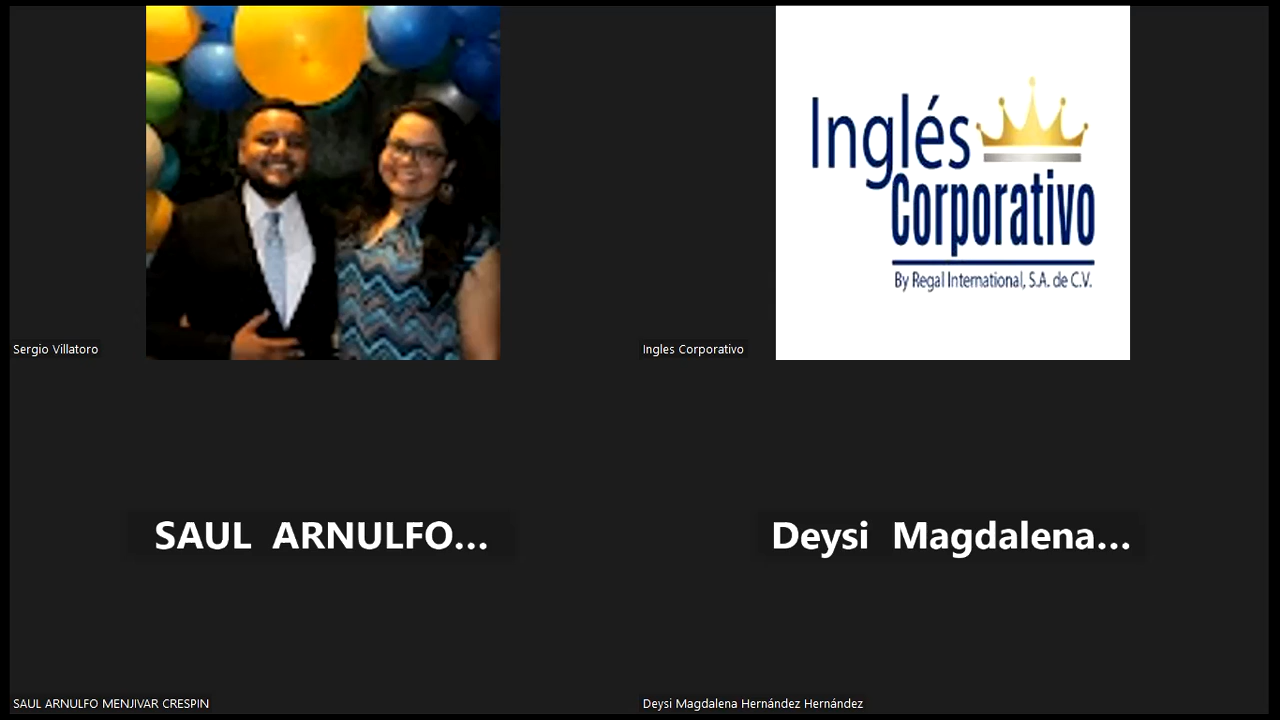 Sergio Villatoro
Inglés
Corporativo
By Regal International, S.A. de C.V.
Ingles Corporativo
SAUL ARNULFO...
Deysi Magdalena...
SAUL ARNULFO MENJIVAR CRESPIN
Deysi Magdalena Hernández Hernández